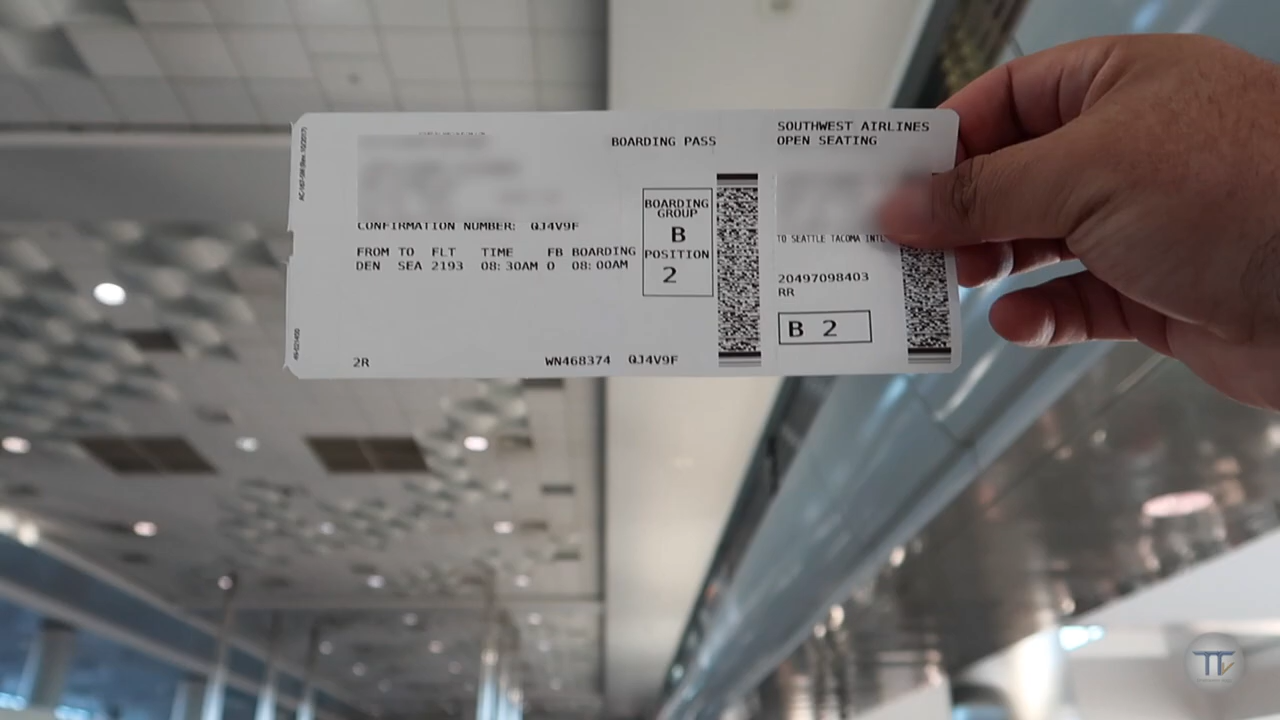 BOARDING PASS
SOUTHWEST AIRLINES
OPEN SEATING
CONFIRMATION NUMBER: QJ4V9F
FROM TO FLT TIME FB BOARDING
DEN SEA 2193 08:30AM 0 08:00AM
BOARDING
GROUP
B
POSITION
2
TO SEATTLE TACOMA INTL
20497098403
RR
B 2
2R WN468374 QJ4V9F